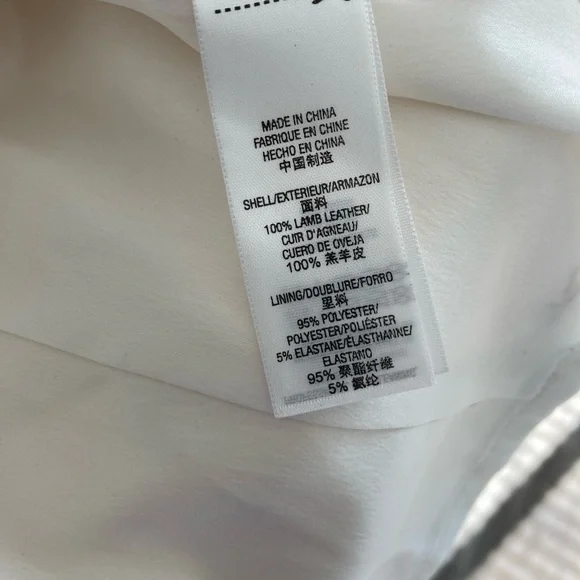 MADE IN CHINA
FABRIQUE EN CHINE
HECHO EN CHINA
中国制造
SHELL/EXTERIEUR/ARMAZON
面料
100% LAMB LEATHER/
CUIR D'AGNEAU/
CUERO DE OVEJA
100% 羔羊皮
LINING/DOUBLURE/FORRO
里料
95% POLYESTER/
POLYESTER/POLIÉSTER
5% ELASTANE/ÉLASTHANNE/
ELASTANO
95% 聚酯纤维
5% 氨纶